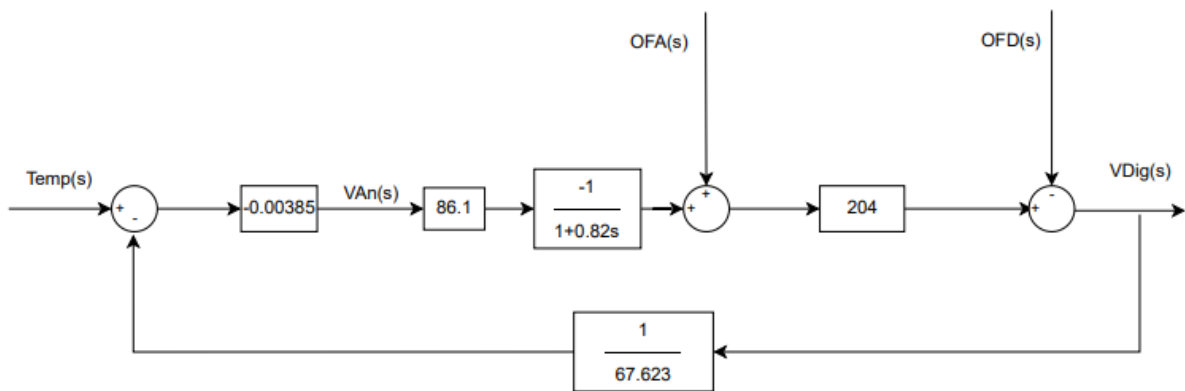 OFA(s)
OFD(s)
Temp(s)
VAn(s)
VDig(s)
+
-
-0.00385
86.1
-1
1+0.82s
+
+
204
+
-
1
67.623